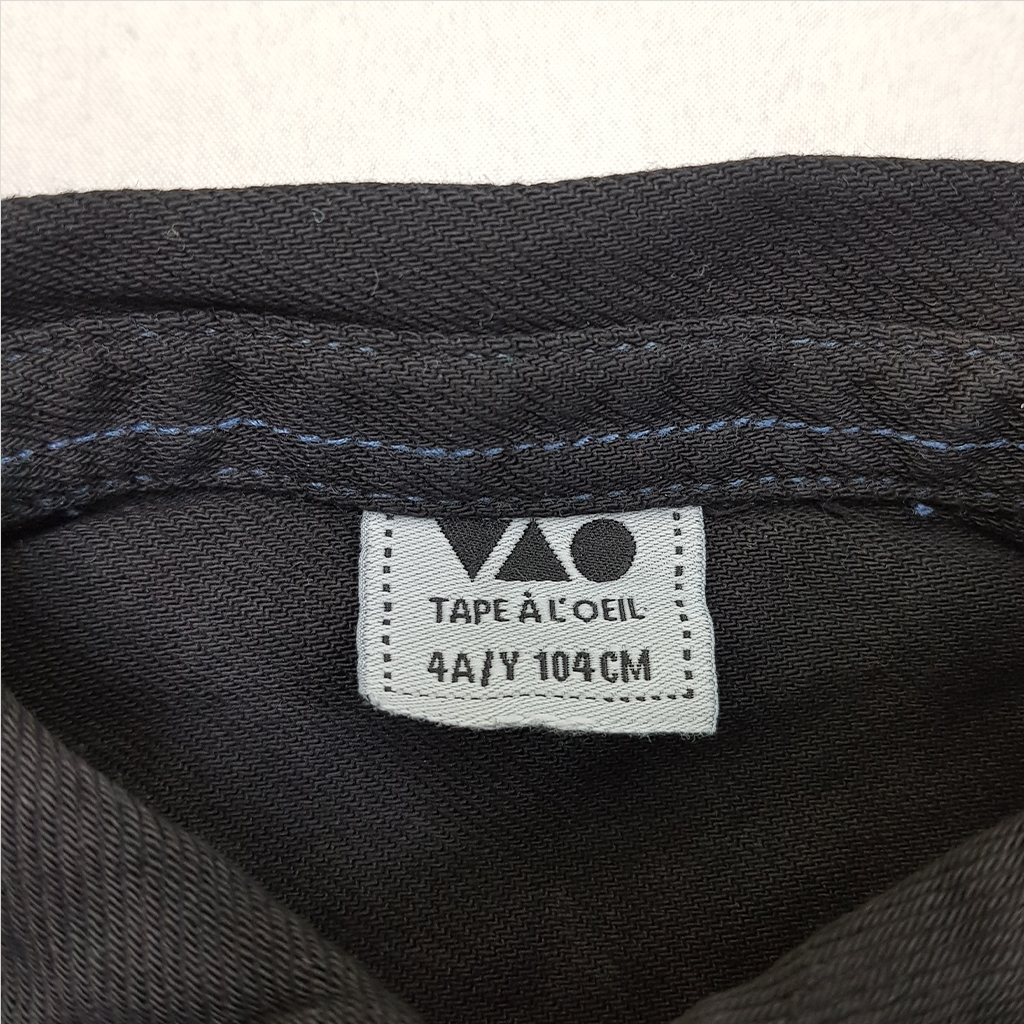 TAPE À L'OEIL
4A/Y 104CM